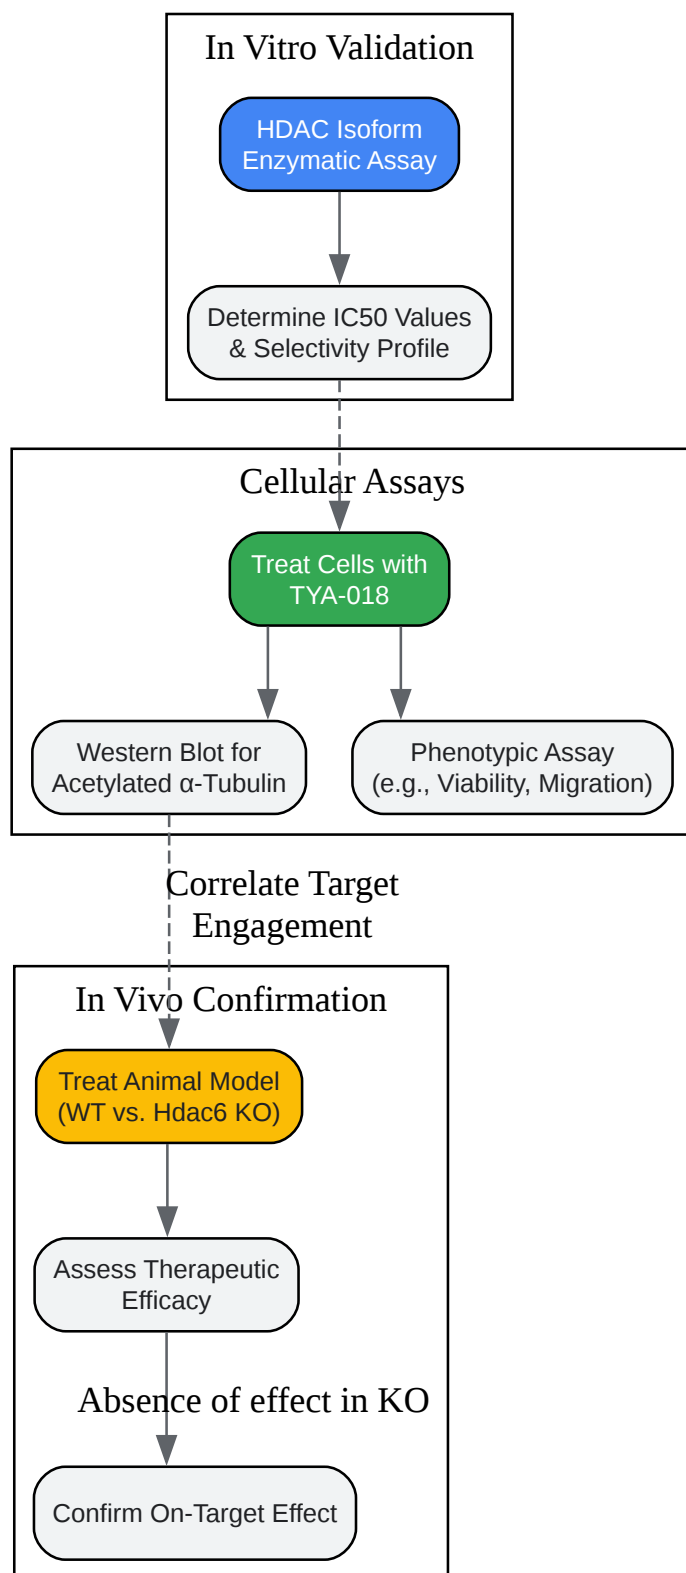 In Vitro Validation
HDAC Isoform
Enzymatic Assay
Determine IC50 Values
& Selectivity Profile
Cellular Assays
Treat Cells with
TYA-018
Western Blot for
Acetylated α-Tubulin
Phenotypic Assay
(e.g., Viability, Migration)
Correlate Target
Engagement
In Vivo Confirmation
Treat Animal Model
(WT vs. Hdac6 KO)
Assess Therapeutic
Efficacy
Absence of effect in KO
Confirm On-Target Effect